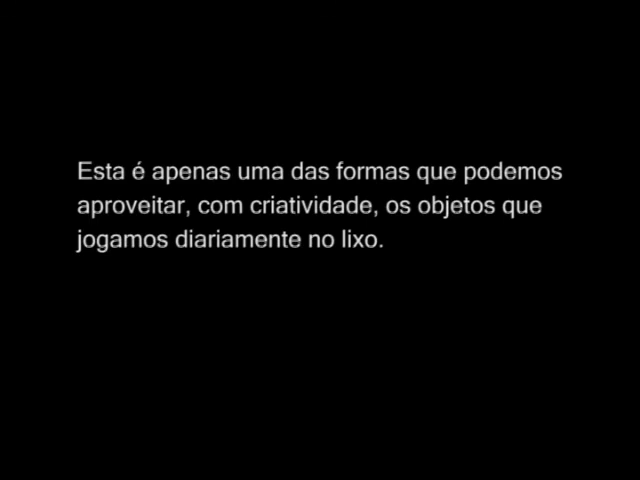 Esta é apenas uma das formas que podemos
aproveitar, com criatividade, os objetos que
jogamos diariamente no lixo.